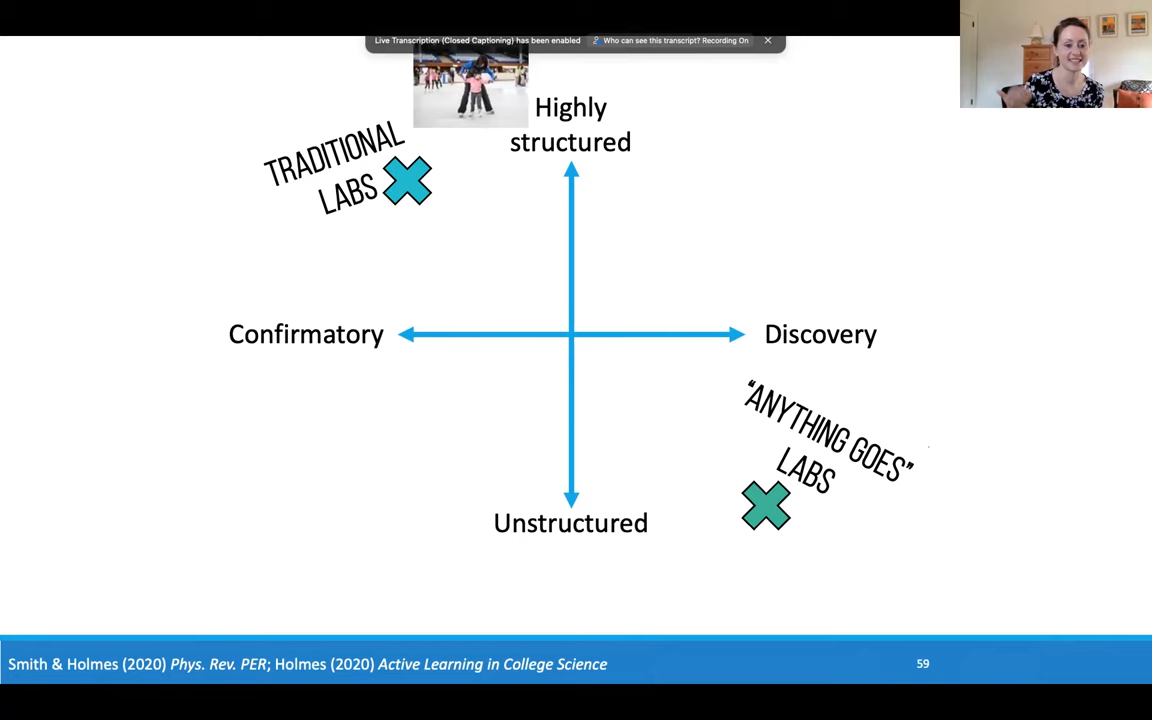 Live Transcription (Closed Captioning) has been enabled
Who can see this transcript? Recording On
Highly
structured
TRADITIONAL
LABS
Confirmatory
Discovery
"ANYTHING GOES"
LABS
Unstructured
Smith & Holmes (2020) Phys. Rev. PER; Holmes (2020) Active Learning in College Science
59